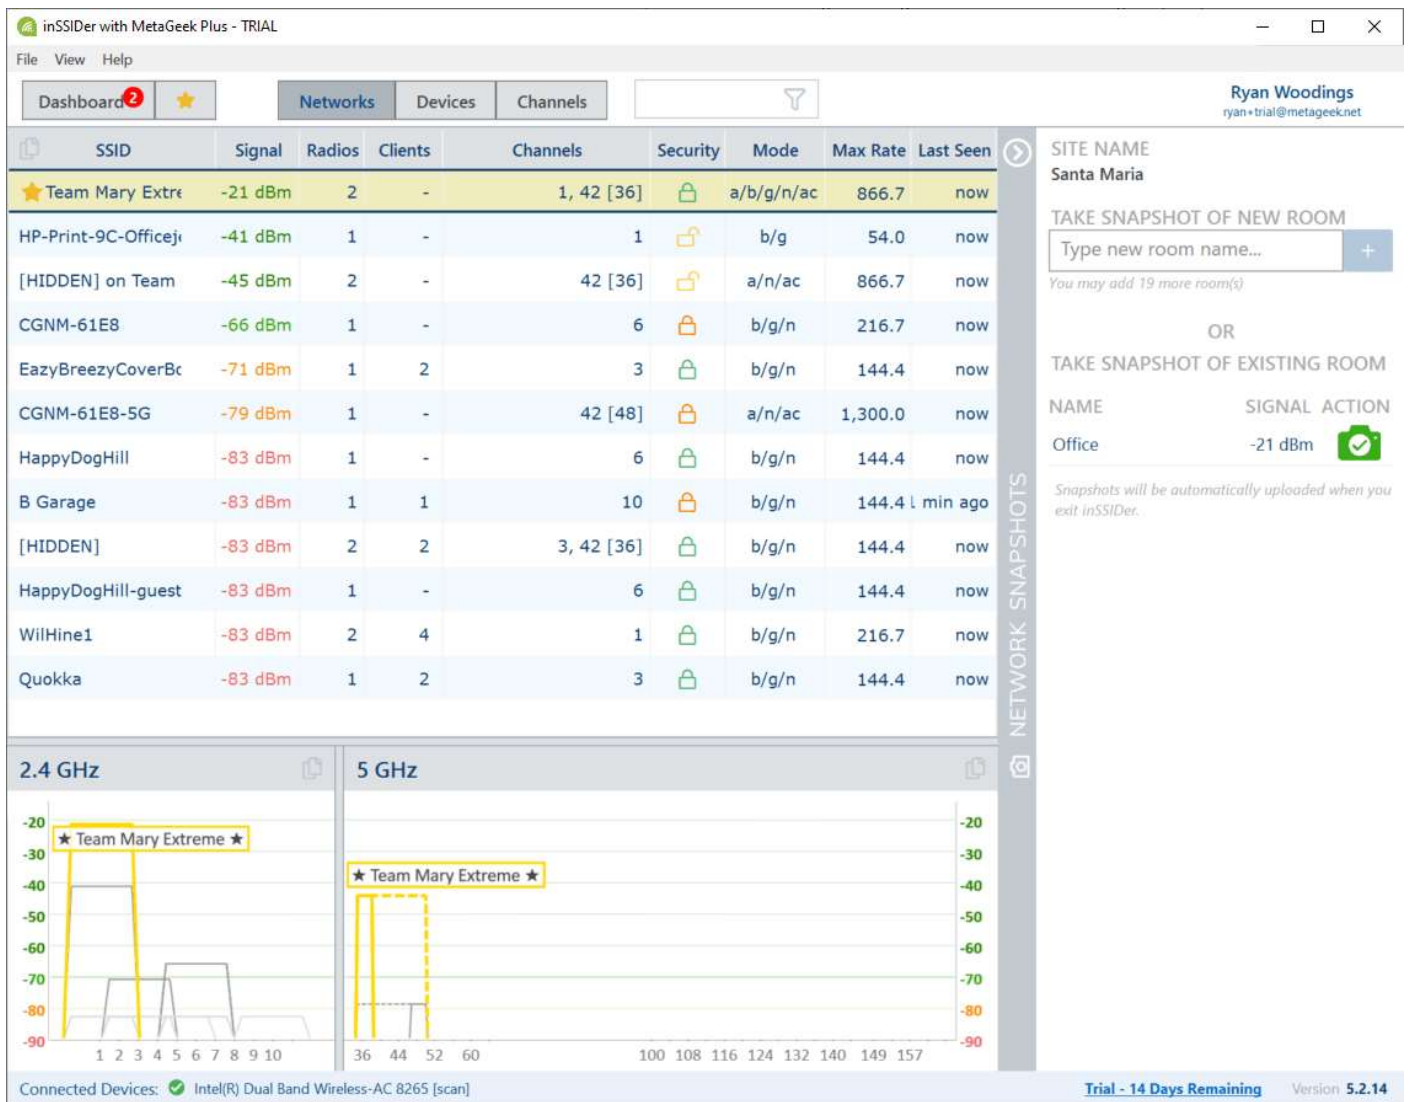 inSSIDer with MetaGeek Plus - TRIAL
File View Help
Dashboard 2 Networks Devices Channels
Ryan Woodings
ryan+trial@metageek.net
SSID Signal Radios Clients Channels Security Mode Max Rate Last Seen
Team Mary Extre -21 dBm 2 - 1, 42 [36] a/b/g/n/ac 866.7 now
HP-Print-9C-Officeje -41 dBm 1 - 1 b/g 54.0 now
[HIDDEN] on Team -45 dBm 2 - 42 [36] a/n/ac 866.7 now
CGNM-61E8 -66 dBm 1 - 6 b/g/n 216.7 now
EazyBreezyCoverBo -71 dBm 1 2 3 b/g/n 144.4 now
CGNM-61E8-5G -79 dBm 1 - 42 [48] a/n/ac 1,300.0 now
HappyDogHill -83 dBm 1 - 6 b/g/n 144.4 now
B Garage -83 dBm 1 1 10 b/g/n 144.4 min ago
[HIDDEN] -83 dBm 2 2 3, 42 [36] b/g/n 144.4 now
HappyDogHill-guest -83 dBm 1 - 6 b/g/n 144.4 now
WilHine1 -83 dBm 2 4 1 b/g/n 216.7 now
Quokka -83 dBm 1 2 3 b/g/n 144.4 now
NETWORK SNAPSHOTS
SITE NAME
Santa Maria
TAKE SNAPSHOT OF NEW ROOM
Type new room name... +
You may add 19 more room(s)
OR
TAKE SNAPSHOT OF EXISTING ROOM
NAME SIGNAL ACTION
Office -21 dBm
Snapshots will be automatically uploaded when you
exit inSSIDer.
2.4 GHz
-20
★ Team Mary Extreme ★
-30
-40
-50
-60
-70
-80
-90
1 2 3 4 5 6 7 8 9 10
5 GHz
★ Team Mary Extreme ★
-20
-30
-40
-50
-60
-70
-80
-90
36 44 52 60 100 108 116 124 132 140 149 157
Connected Devices: Intel(R) Dual Band Wireless-AC 8265 [scan]
Trial - 14 Days Remaining Version 5.2.14